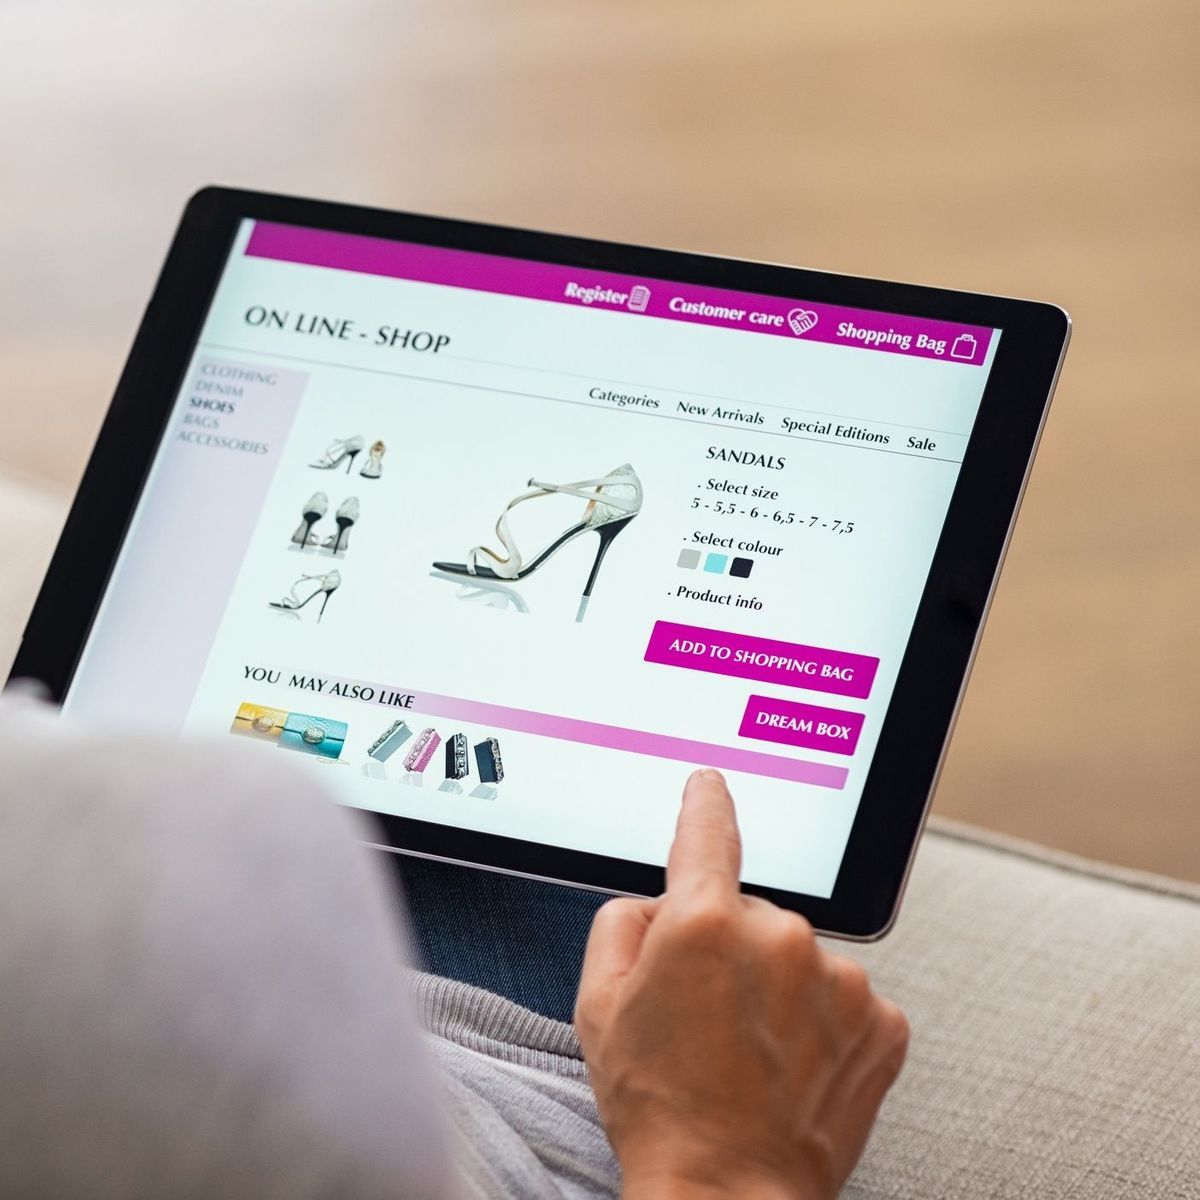 Register
Customer care
Shopping Bag
ON LINE - SHOP
Categories
New Arrivals
Special Editions
Sale
CLOTHING
DENIM
SHOES
BAGS
ACCESSORIES
SANDALS
. Select size
5 - 5,5 - 6 - 6,5 - 7 - 7,5
. Select colour
. Product info
ADD TO SHOPPING BAG
DREAM BOX
YOU MAY ALSO LIKE